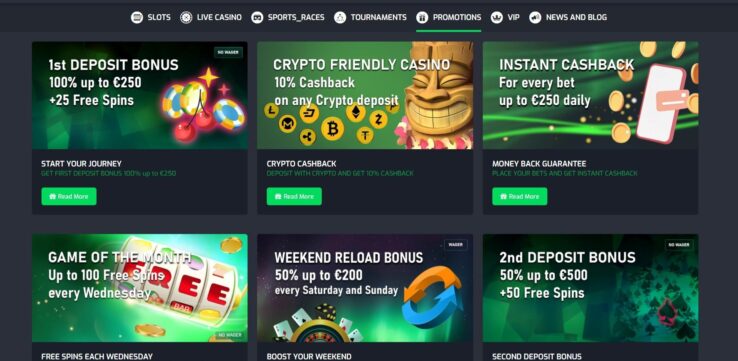 SLOTS LIVE CASINO SPORTS_RACES TOURNAMENTS PROMOTIONS VIP NEWS AND BLOG
NO WAGER
1st DEPOSIT BONUS
100% up to €250
+25 Free Spins
START YOUR JOURNEY
GET FIRST DEPOSIT BONUS 100% up to €250
Read More
CRYPTO FRIENDLY CASINO
10% Cashback
on any Crypto deposit
CRYPTO CASHBACK
DEPOSIT WITH CRYPTO AND GET 10% CASHBACK
Read More
INSTANT CASHBACK
For every bet
up to €250 daily
MONEY BACK GUARANTEE
PLACE YOUR BETS AND GET INSTANT CASHBACK
Read More
GAME OF THE MONTH
Up to 100 Free Spins
every Wednesday
FREE
BAR
NO WAGER
FREE SPINS EACH WEDNESDAY
WAGER
WEEKEND RELOAD BONUS
50% up to €200
every Saturday and Sunday
BOOST YOUR WEEKEND
NO WAGER
2nd DEPOSIT BONUS
50% up to €500
+50 Free Spins
SECOND DEPOSIT BONUS